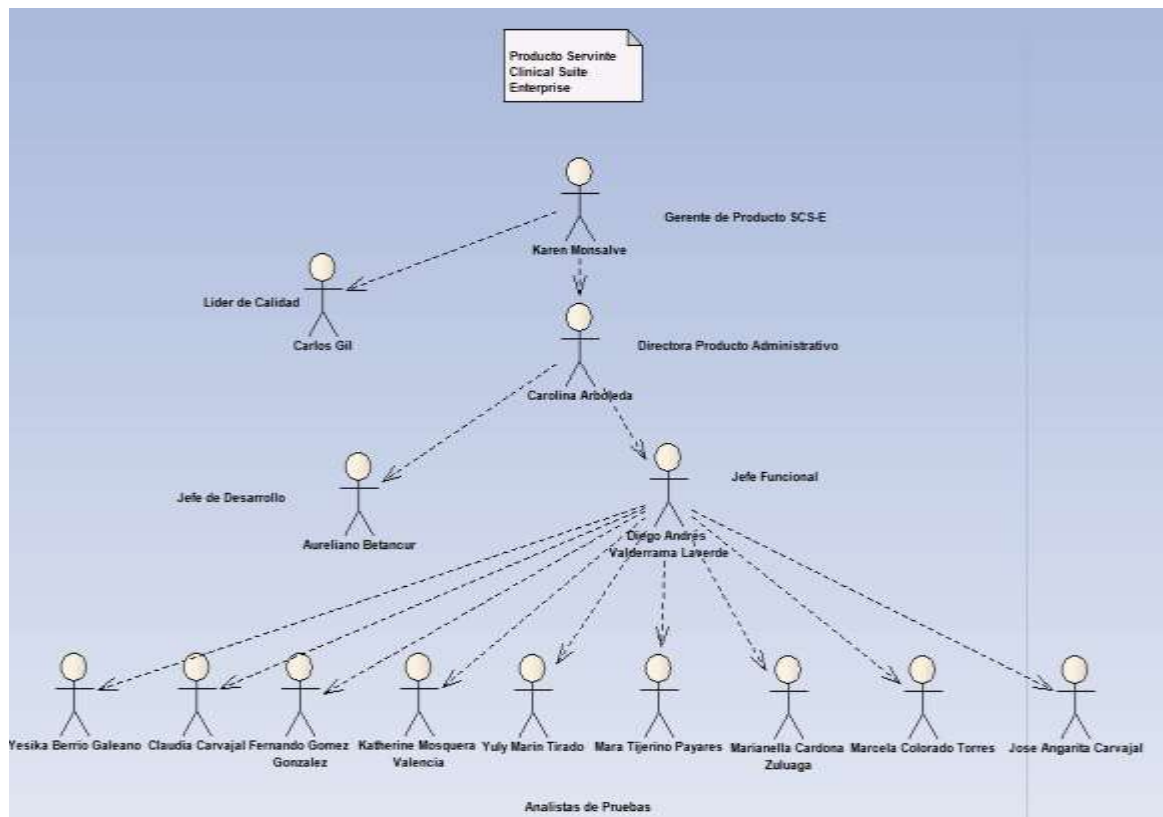 Producto Servinte
Clinical Suite
Enterprise
Gerente de Producto SCS-E
Karen Monsalve
Lider de Calidad
Carlos Gil
Directora Producto Administrativo
Carolina Arboleda
Jefe de Desarrollo
Aureliano Betancur
Jefe Funcional
Diego Andrés
Valderrama Laverde
Yesika Berrio Galeano
Claudia Carvajal
Fernando Gomez
Gonzalez
Katherine Mosquera
Valencia
Yuly Marin Tirado
Mara Tijerino Payares
Marianella Cardona
Zuluaga
Marcela Colorado Torres
Jose Angarita Carvajal
Analistas de Pruebas